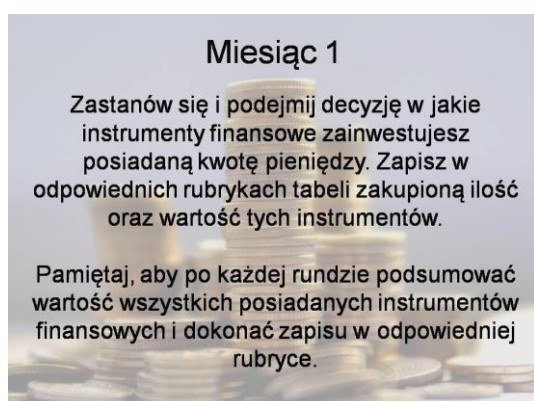 Miesiąc 1
Zastanów się i podejmij decyzję w jakie
instrumenty finansowe zainwestujesz
posiadaną kwotę pieniędzy. Zapisz w
odpowiednich rubrykach tabeli zakupioną ilość
oraz wartość tych instrumentów.
Pamiętaj, aby po każdej rundzie podsumować
wartość wszystkich posiadanych instrumentów
finansowych i dokonać zapisu w odpowiedniej
rubryce.